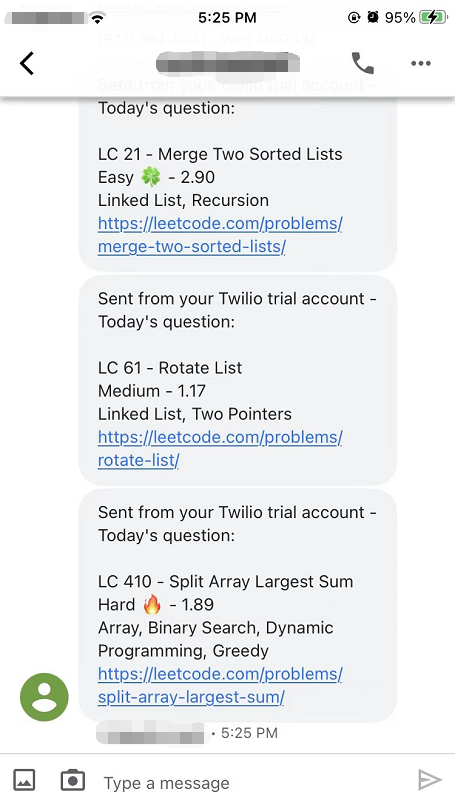 5:25 PM
95%
Sent from your Twilio trial account -
Today's question:
LC 21 - Merge Two Sorted Lists
Easy 🍀 - 2.90
Linked List, Recursion
https://leetcode.com/problems/
merge-two-sorted-lists/
Sent from your Twilio trial account -
Today's question:
LC 61 - Rotate List
Medium - 1.17
Linked List, Two Pointers
https://leetcode.com/problems/
rotate-list/
Sent from your Twilio trial account -
Today's question:
LC 410 - Split Array Largest Sum
Hard 🔥 - 1.89
Array, Binary Search, Dynamic
Programming, Greedy
https://leetcode.com/problems/
split-array-largest-sum/
• 5:25 PM
Type a message